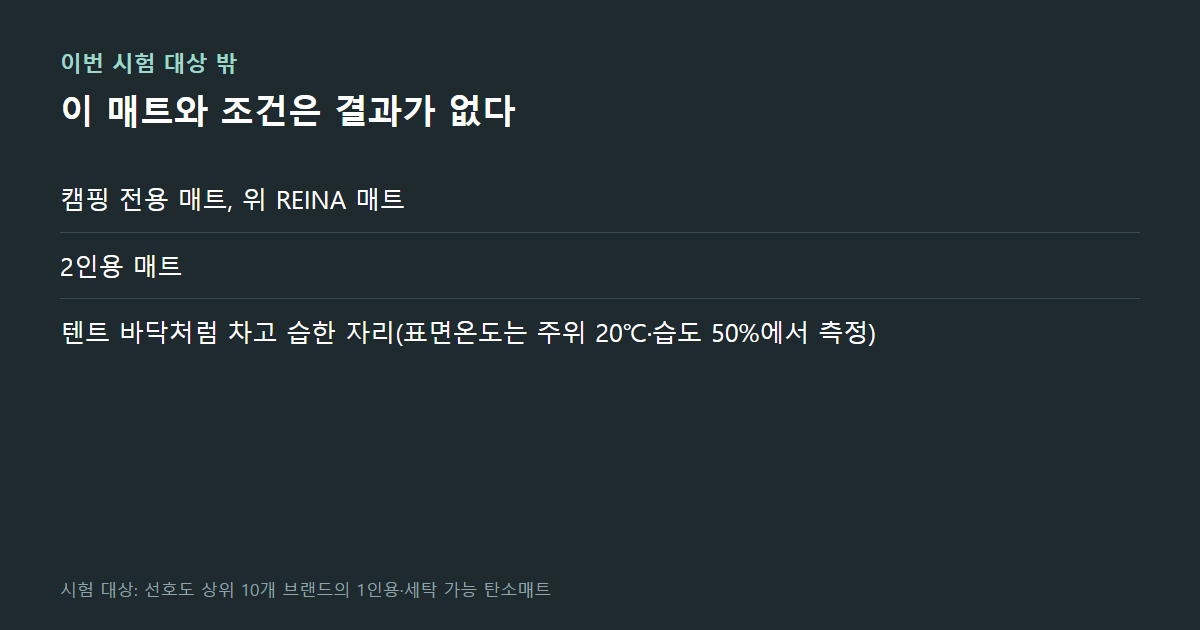 이번 시험 대상 밖
이 매트와 조건은 결과가 없다
캠핑 전용 매트, 위 REINA 매트
2인용 매트
텐트 바닥처럼 차고 습한 자리(표면온도는 주위 20℃·습도 50%에서 측정)
시험 대상: 선호도 상위 10개 브랜드의 1인용·세탁 가능 탄소매트